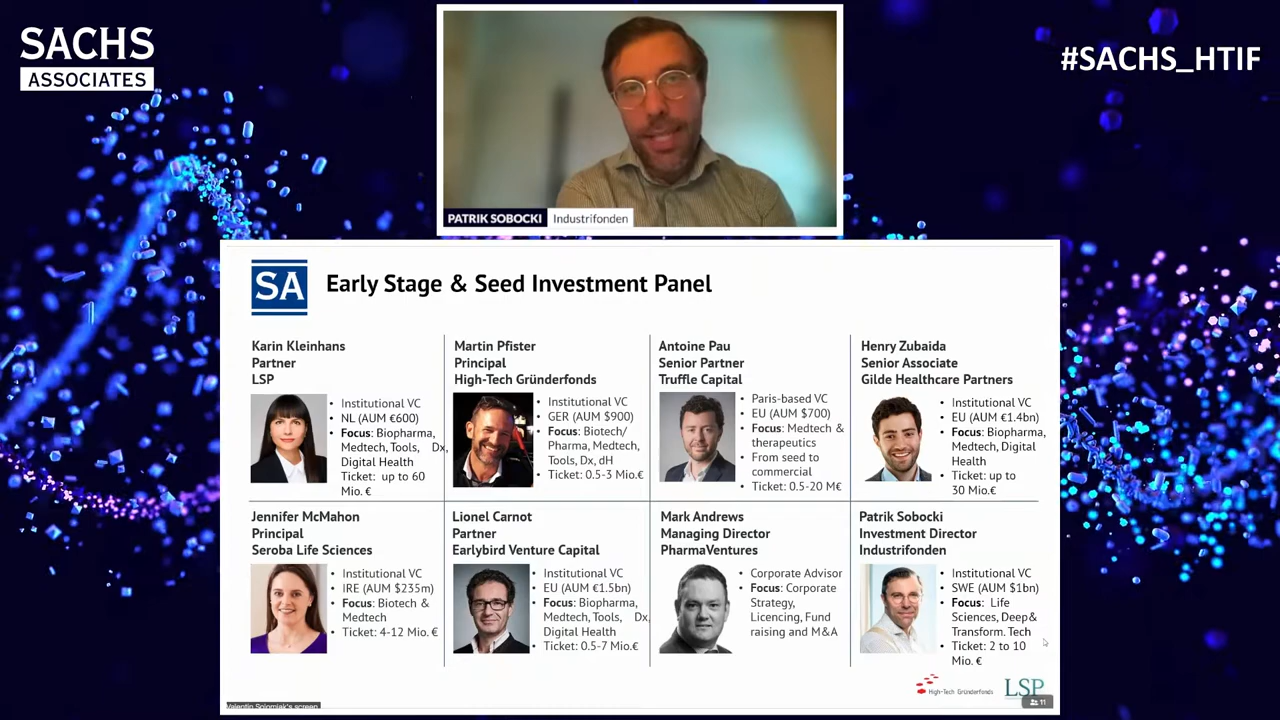 SACHS
ASSOCIATES
#SACHS_HTIF
PATRIK SOBOCKI Industrifonden
SA
Early Stage & Seed Investment Panel
Karin Kleinhans
Partner
LSP
• Institutional VC
• NL (AUM €600)
• Focus: Biopharma,
Medtech, Tools, Dx,
Digital Health
• Ticket: up to 60
Mio. €
Martin Pfister
Principal
High-Tech Gründerfonds
• Institutional VC
• GER (AUM $900)
• Focus: Biotech/
Pharma, Medtech,
Tools, Dx, dH
• Ticket: 0.5-3 Mio.€
Antoine Pau
Senior Partner
Truffle Capital
• Paris-based VC
• EU (AUM $700)
• Focus: Medtech &
therapeutics
• From seed to
commercial
• Ticket: 0.5-20 M€
Henry Zubaida
Senior Associate
Gilde Healthcare Partners
• Institutional VC
• EU (AUM €1.4bn)
• Focus: Biopharma,
Medtech, Digital
Health
• Ticket: up to
30 Mio.€
Jennifer McMahon
Principal
Seroba Life Sciences
• Institutional VC
• IRE (AUM $235m)
• Focus: Biotech &
Medtech
• Ticket: 4-12 Mio. €
Lionel Carnot
Partner
Earlybird Venture Capital
• Institutional VC
• EU (AUM €1.5bn)
• Focus: Biopharma,
Medtech, Tools, Dx,
Digital Health
• Ticket: 0.5-7 Mio.€
Mark Andrews
Managing Director
PharmaVentures
• Corporate Advisor
• Focus: Corporate
Strategy,
Licencing, Fund
raising and M&A
Patrik Sobocki
Investment Director
Industrifonden
• Institutional VC
• SWE (AUM $1bn)
• Focus: Life
Sciences, Deep&
Transform. Tech
• Ticket: 2 to 10
Mio. €
High-Tech Gründerfonds
LSP
11
Valentin Solomiak's screen